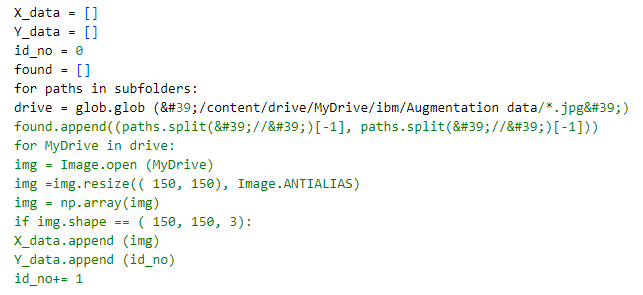 X_data = []
Y_data = []
id_no = 0
found = []
for paths in subfolders:
drive = glob.glob (&#39;/content/drive/MyDrive/ibm/Augmentation data/*.jpg&#39;)
found.append((paths.split(&#39;//&#39;)[-1], paths.split(&#39;//&#39;)[-1]))
for MyDrive in drive:
img = Image.open (MyDrive)
img =img.resize(( 150, 150), Image.ANTIALIAS)
img = np.array(img)
if img.shape == ( 150, 150, 3):
X_data.append (img)
Y_data.append (id_no)
id_no+= 1